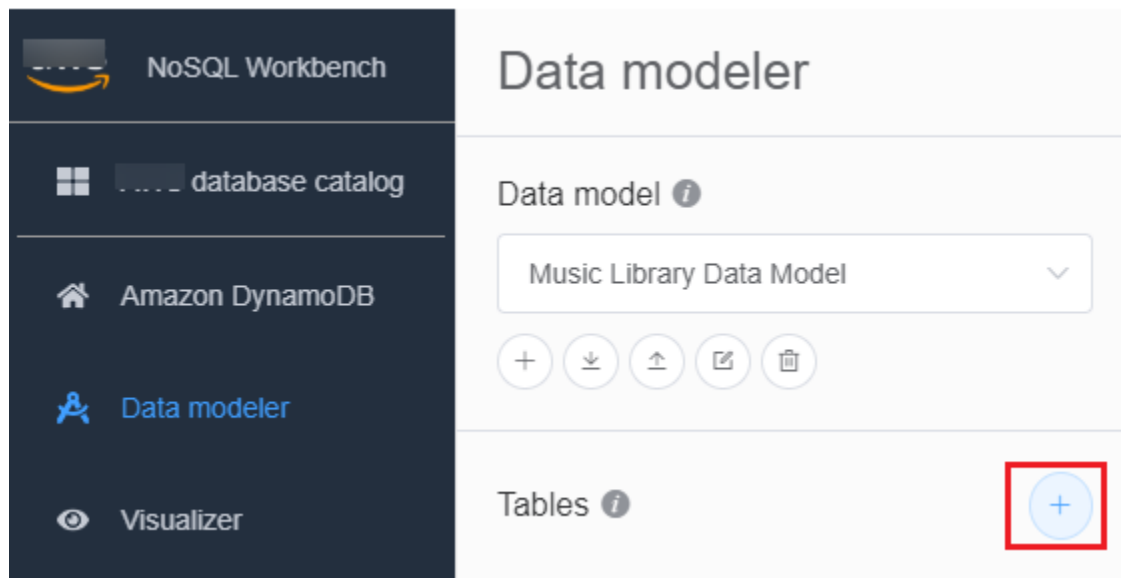 NoSQL Workbench
database catalog
Amazon DynamoDB
Data modeler
Visualizer
Data modeler
Data model
Music Library Data Model
Tables